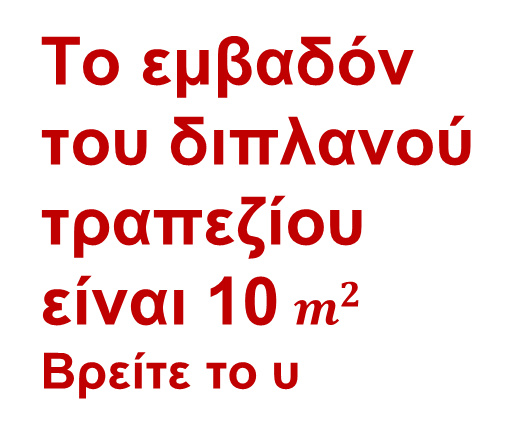 Το εμβαδόν
του διπλανού
τραπεζίου
είναι 10 m²
Βρείτε το υ